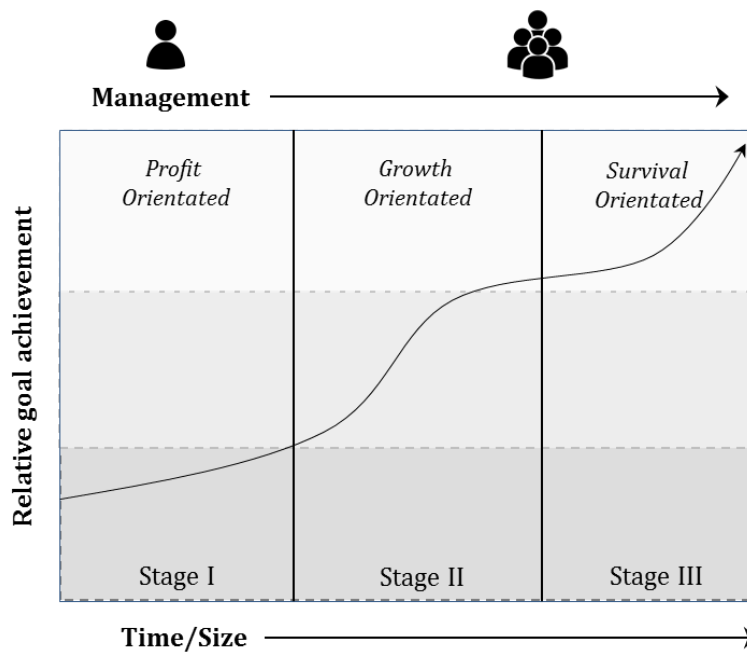 Management
Profit
Orientated
Growth
Orientated
Survival
Orientated
Relative goal achievement
Stage I
Stage II
Stage III
Time/Size